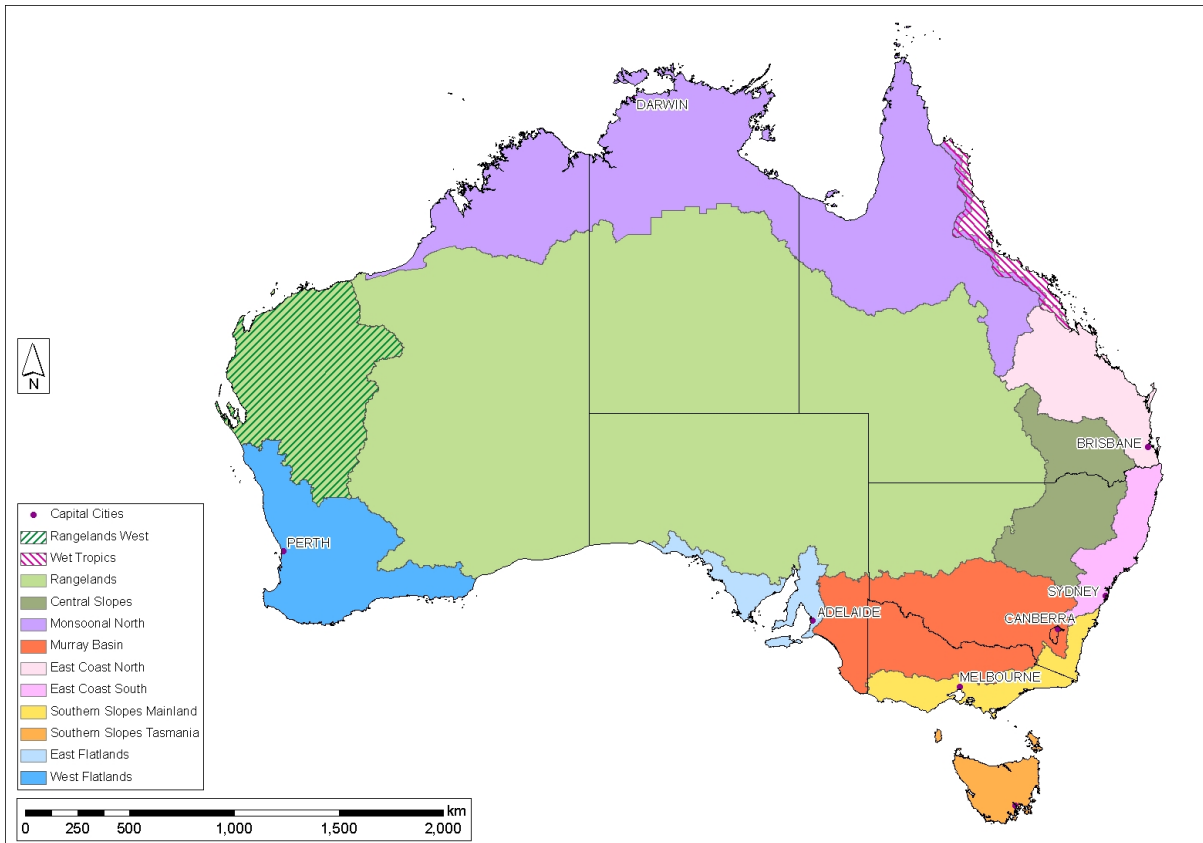 DARWIN
BRISBANE
PERTH
SYDNEY
ADELAIDE
CANBERRA
MELBOURNE
N
Capital Cities
Rangelands West
Wet Tropics
Rangelands
Central Slopes
Monsoonal North
Murray Basin
East Coast North
East Coast South
Southern Slopes Mainland
Southern Slopes Tasmania
East Flatlands
West Flatlands
km
0 250 500 1,000 1,500 2,000